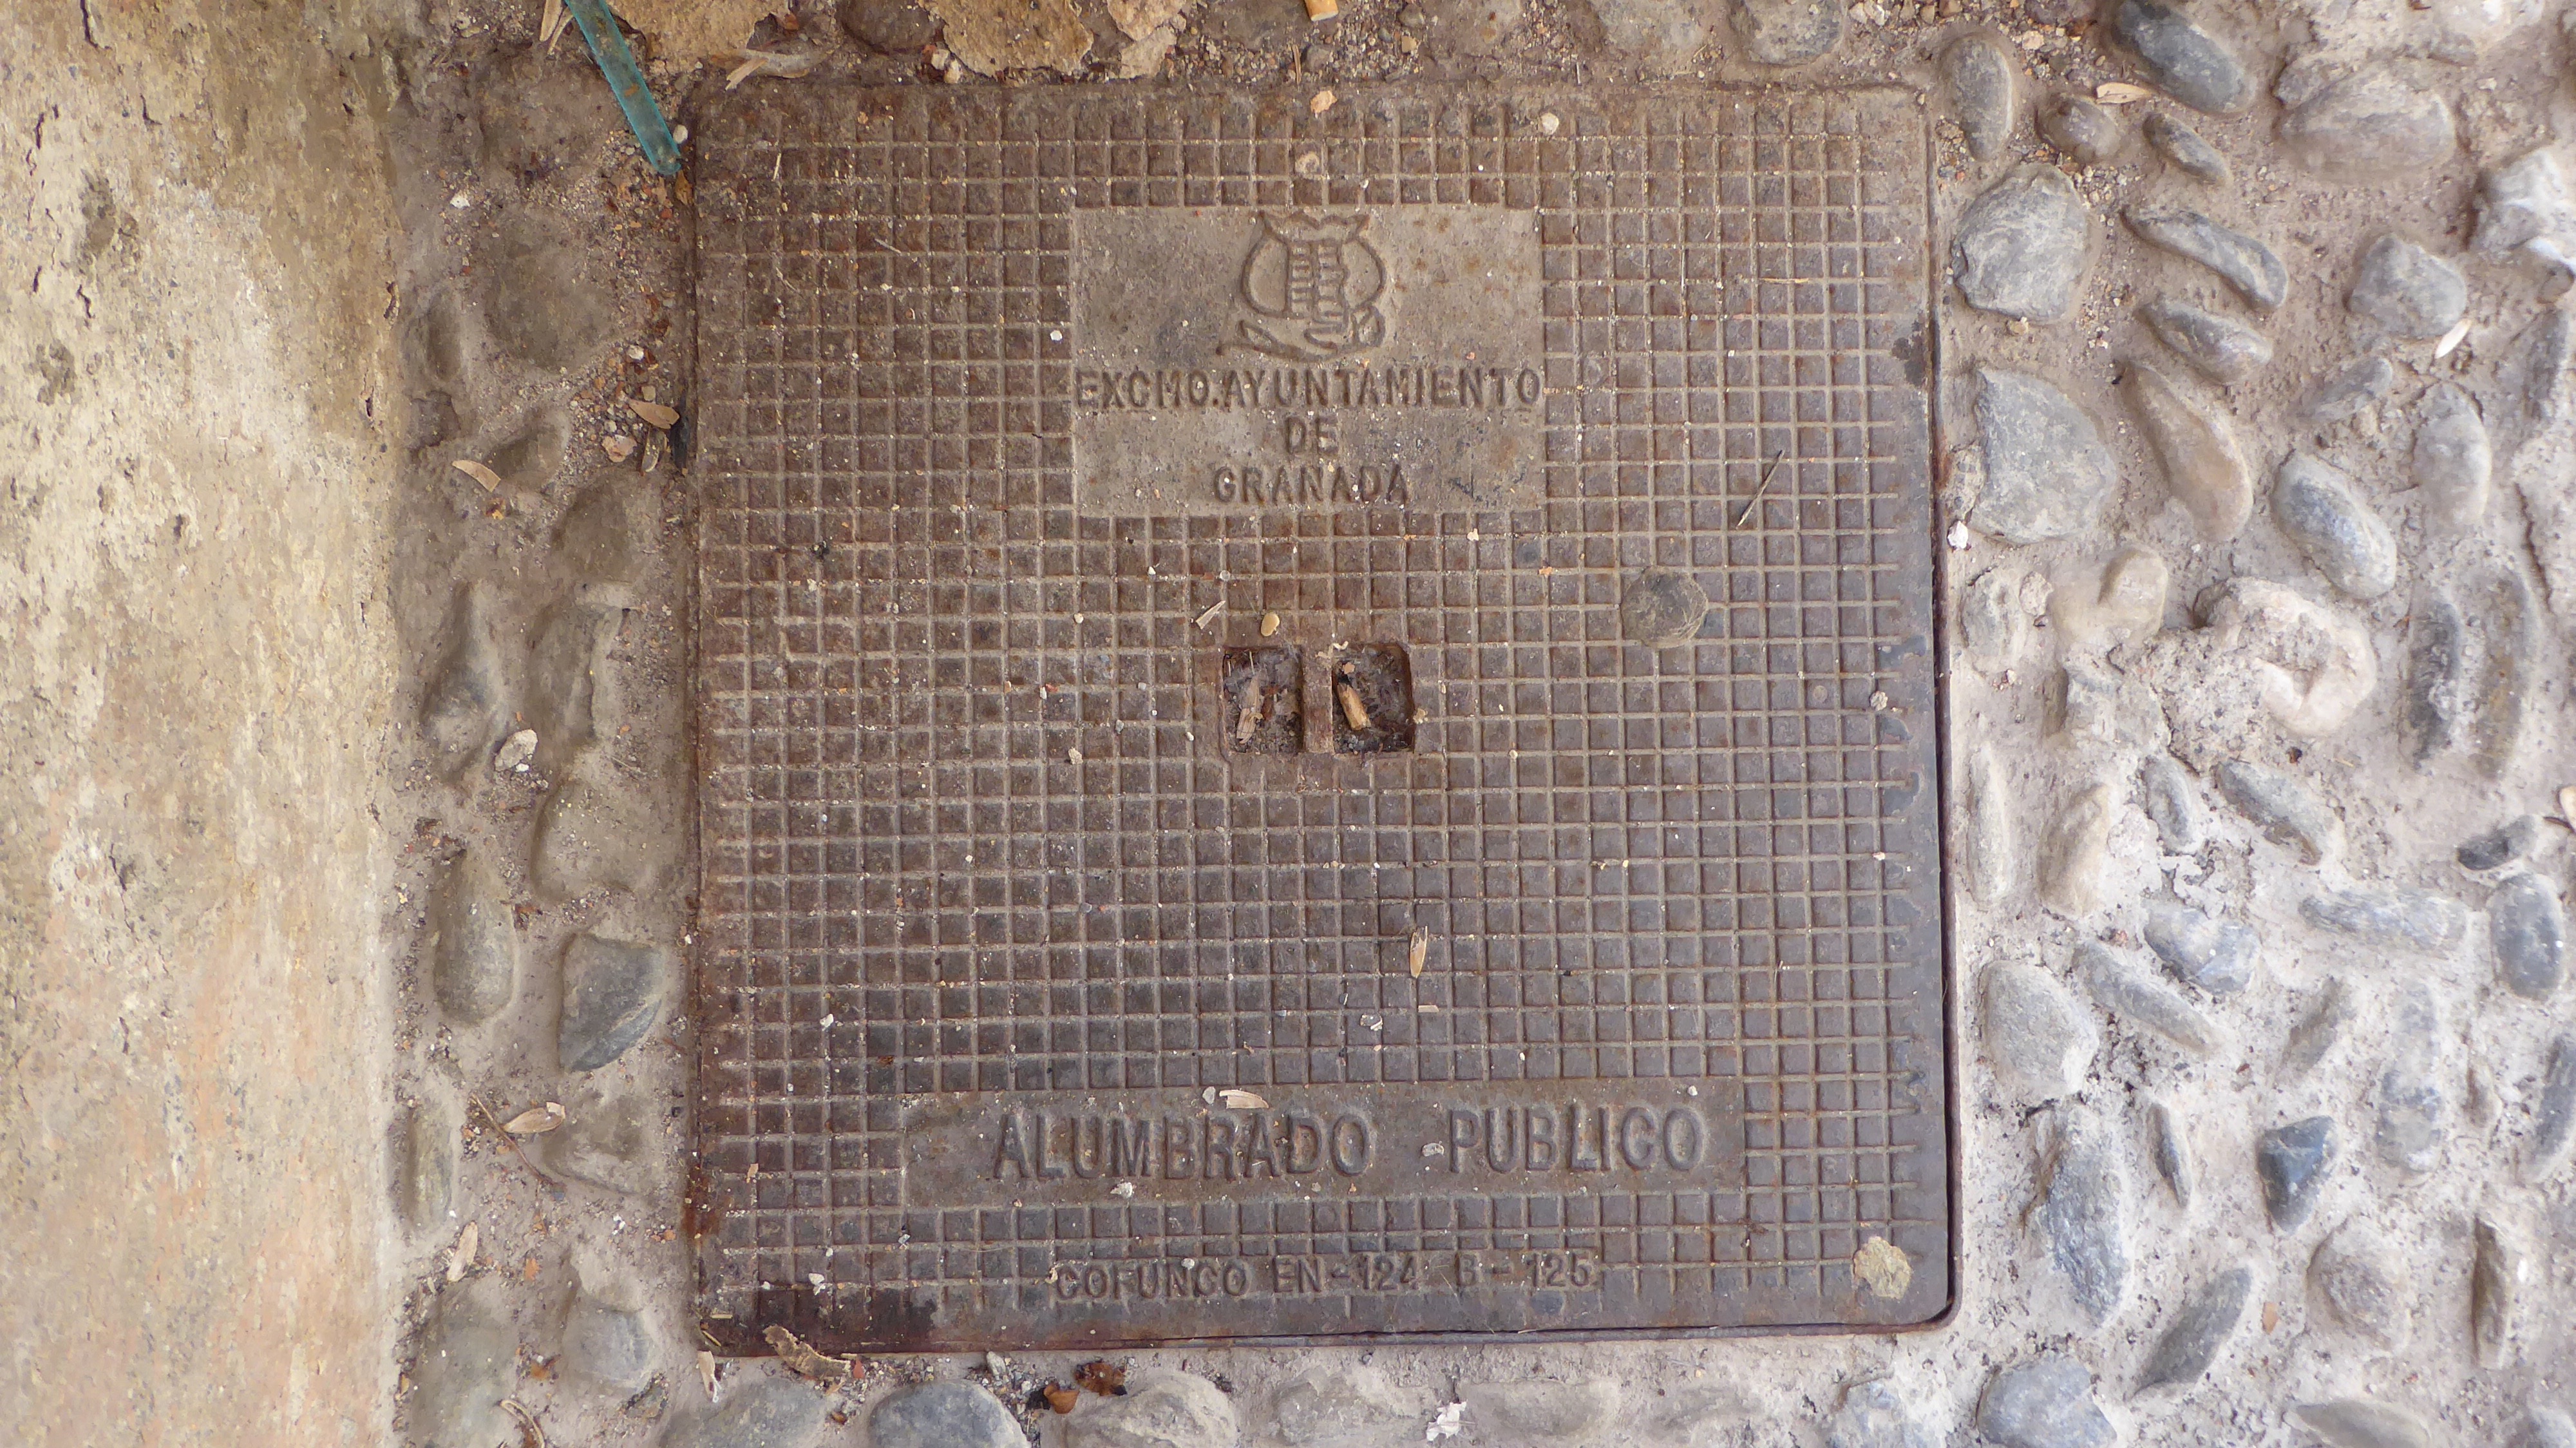 EXCMO.AYUNTAMIENTO
DE
GRANADA
ALUMBRADO PUBLICO
COFUNCO EN-124 B-125